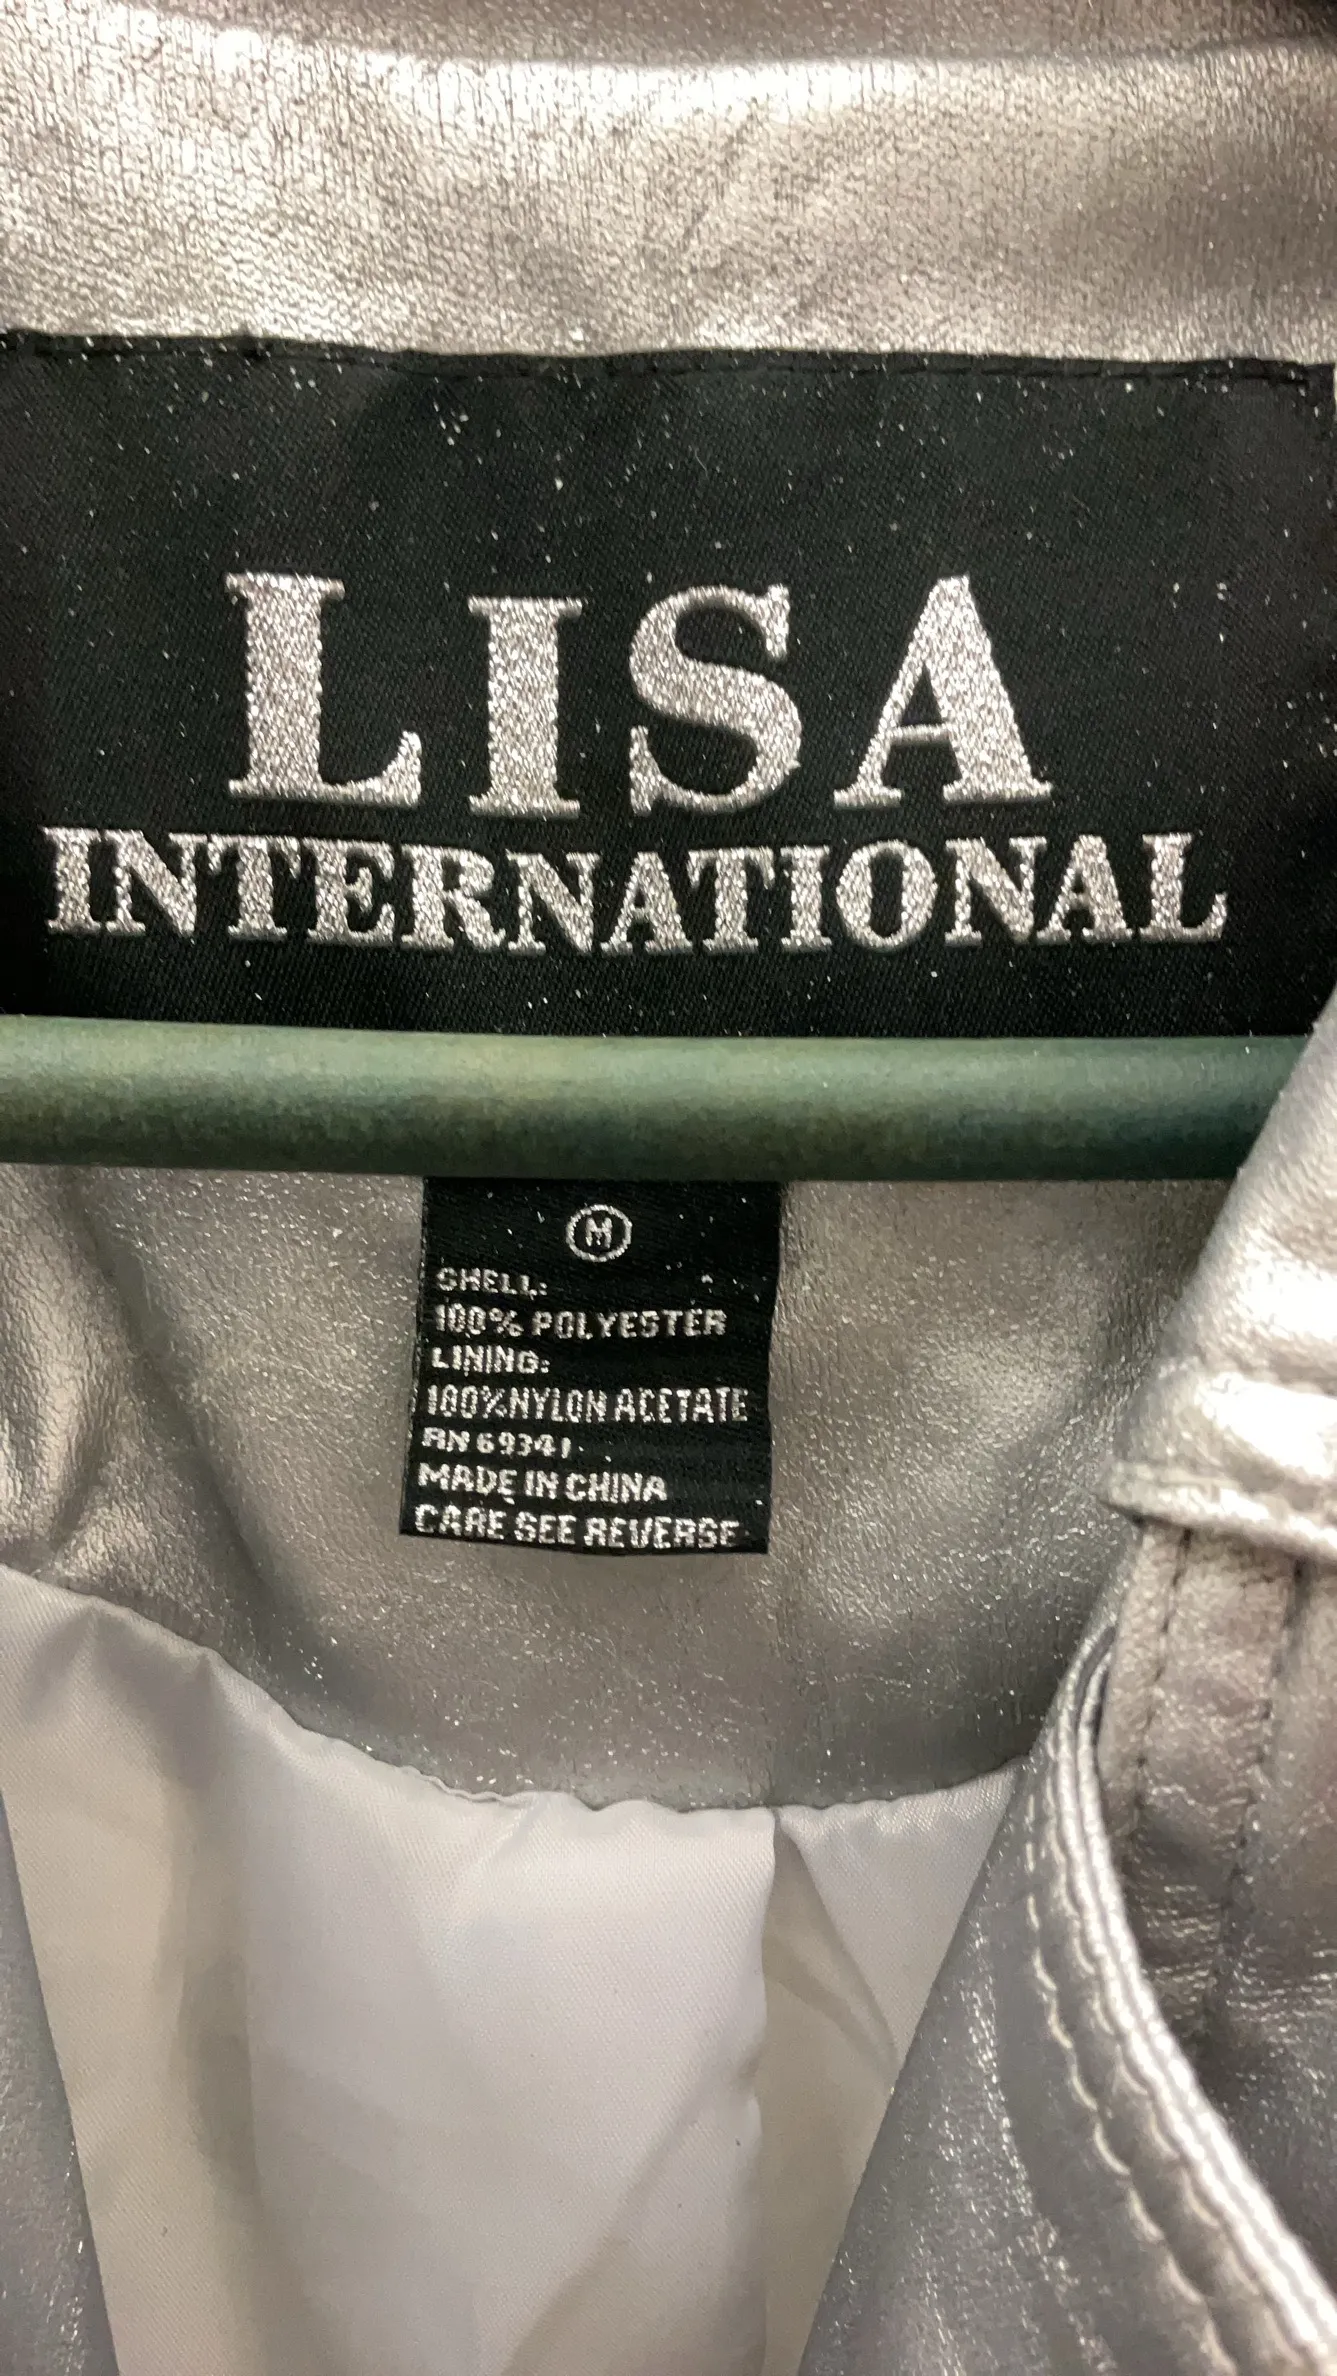 LISA
INTERNATIONAL
M
SHELL:
100% POLYESTER
LINING:
100%NYLON ACETATE
RN 69341
MADE IN CHINA
CARE SEE REVERSE